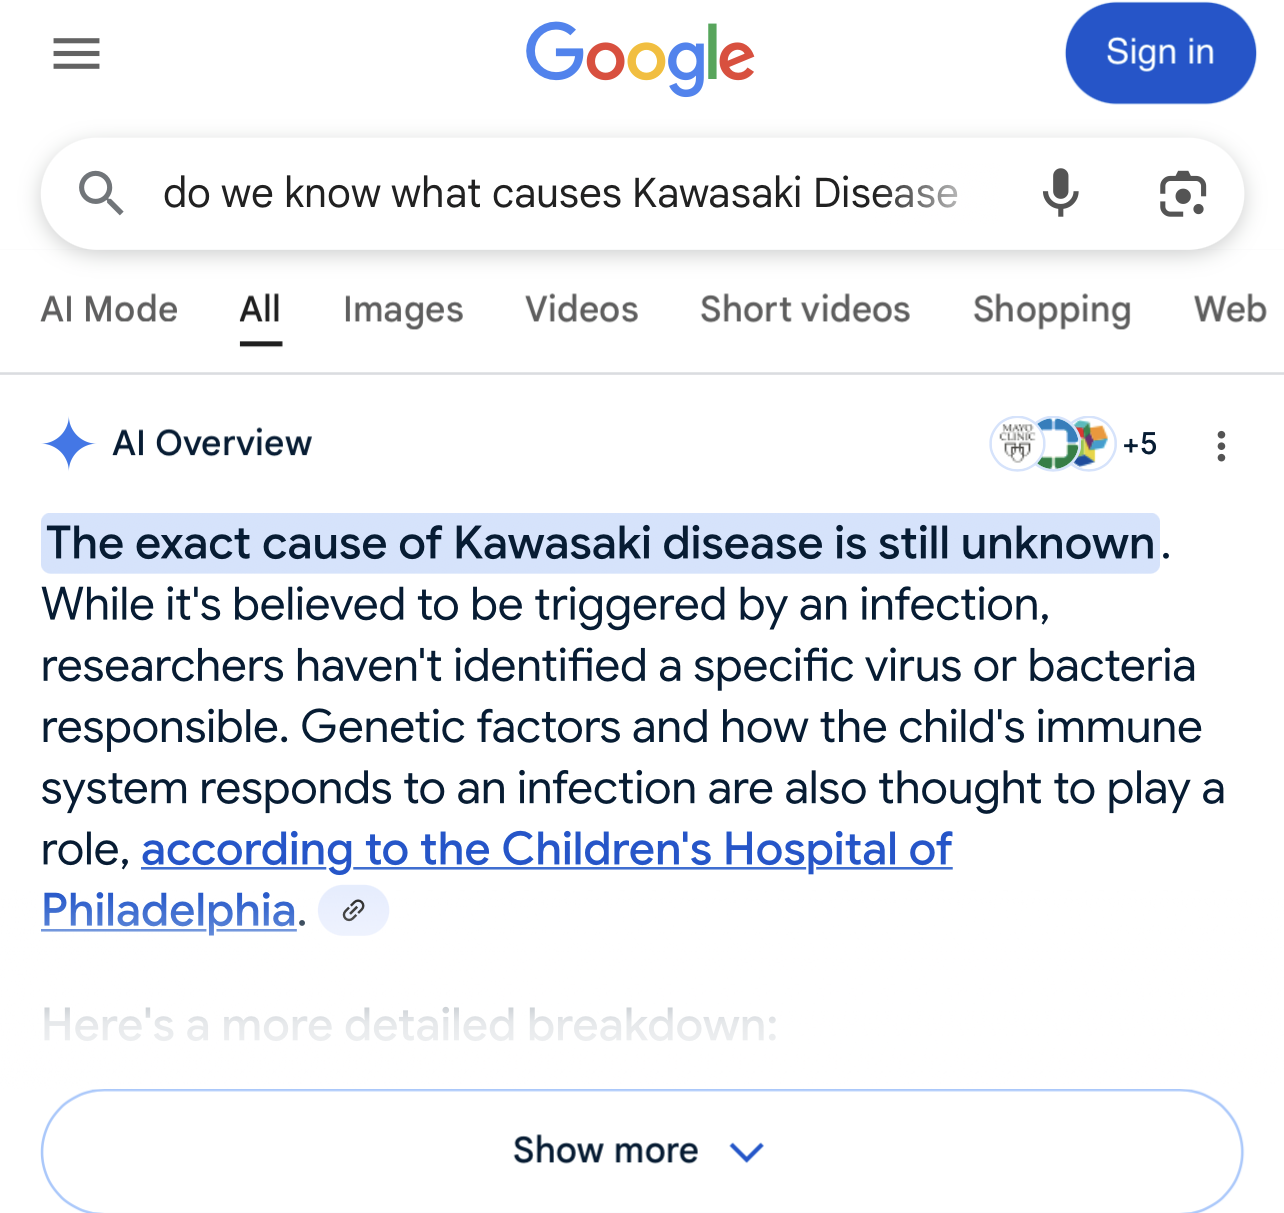 Google
Sign in
do we know what causes Kawasaki Disease
AI Mode All Images Videos Short videos Shopping Web
AI Overview
MAYO
CLINIC
+5
The exact cause of Kawasaki disease is still unknown.
While it's believed to be triggered by an infection,
researchers haven't identified a specific virus or bacteria
responsible. Genetic factors and how the child's immune
system responds to an infection are also thought to play a
role, according to the Children's Hospital of
Philadelphia.
Here's a more detailed breakdown:
Show more